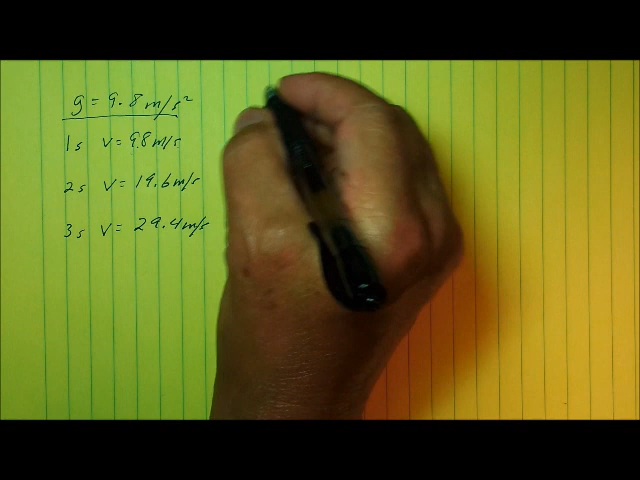 g = 9.8 m/s²
1s v = 9.8 m/s
2s v = 19.6 m/s
3s v = 29.4 m/s